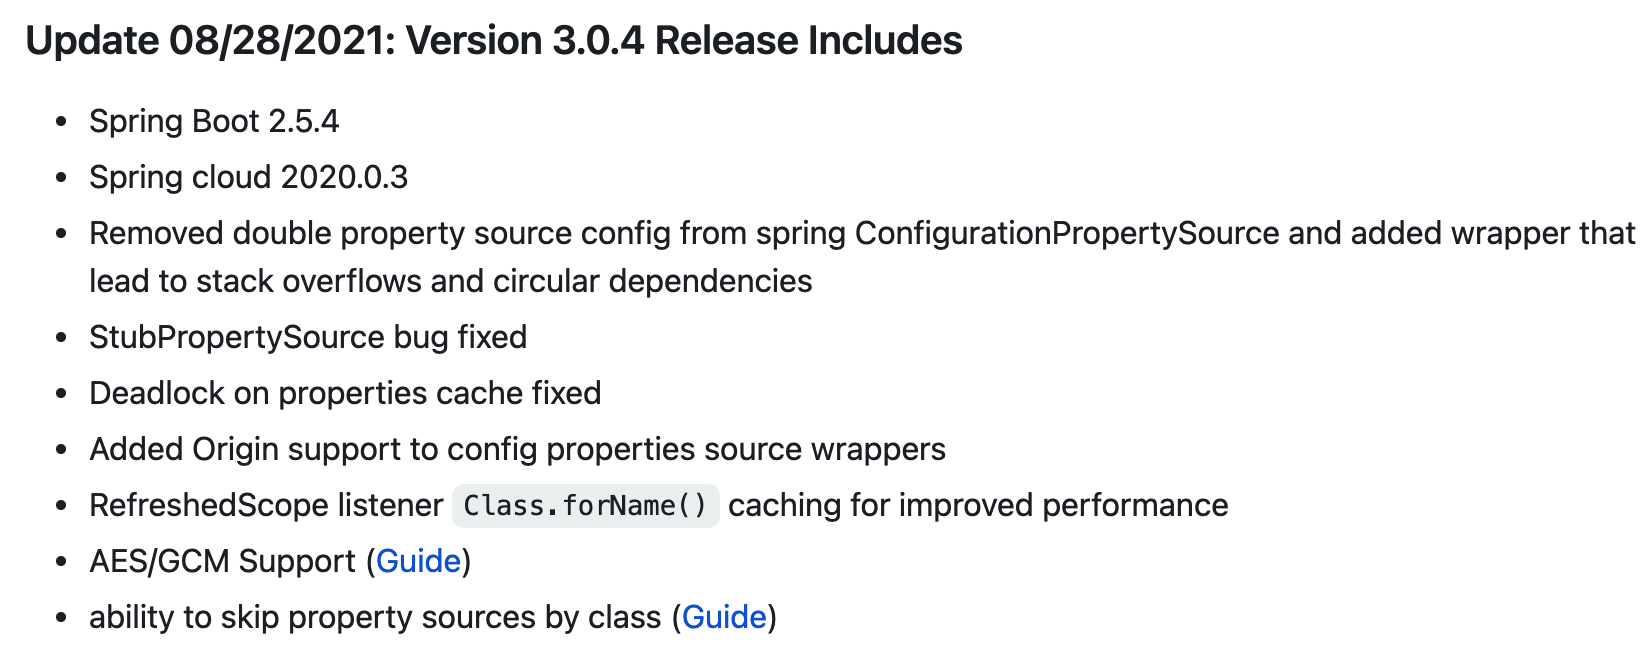 Update 08/28/2021: Version 3.0.4 Release Includes
• Spring Boot 2.5.4
• Spring cloud 2020.0.3
• Removed double property source config from spring ConfigurationPropertySource and added wrapper that
lead to stack overflows and circular dependencies
• StubPropertySource bug fixed
• Deadlock on properties cache fixed
• Added Origin support to config properties source wrappers
• RefreshedScope listener Class.forName() caching for improved performance
• AES/GCM Support (Guide)
• ability to skip property sources by class (Guide)